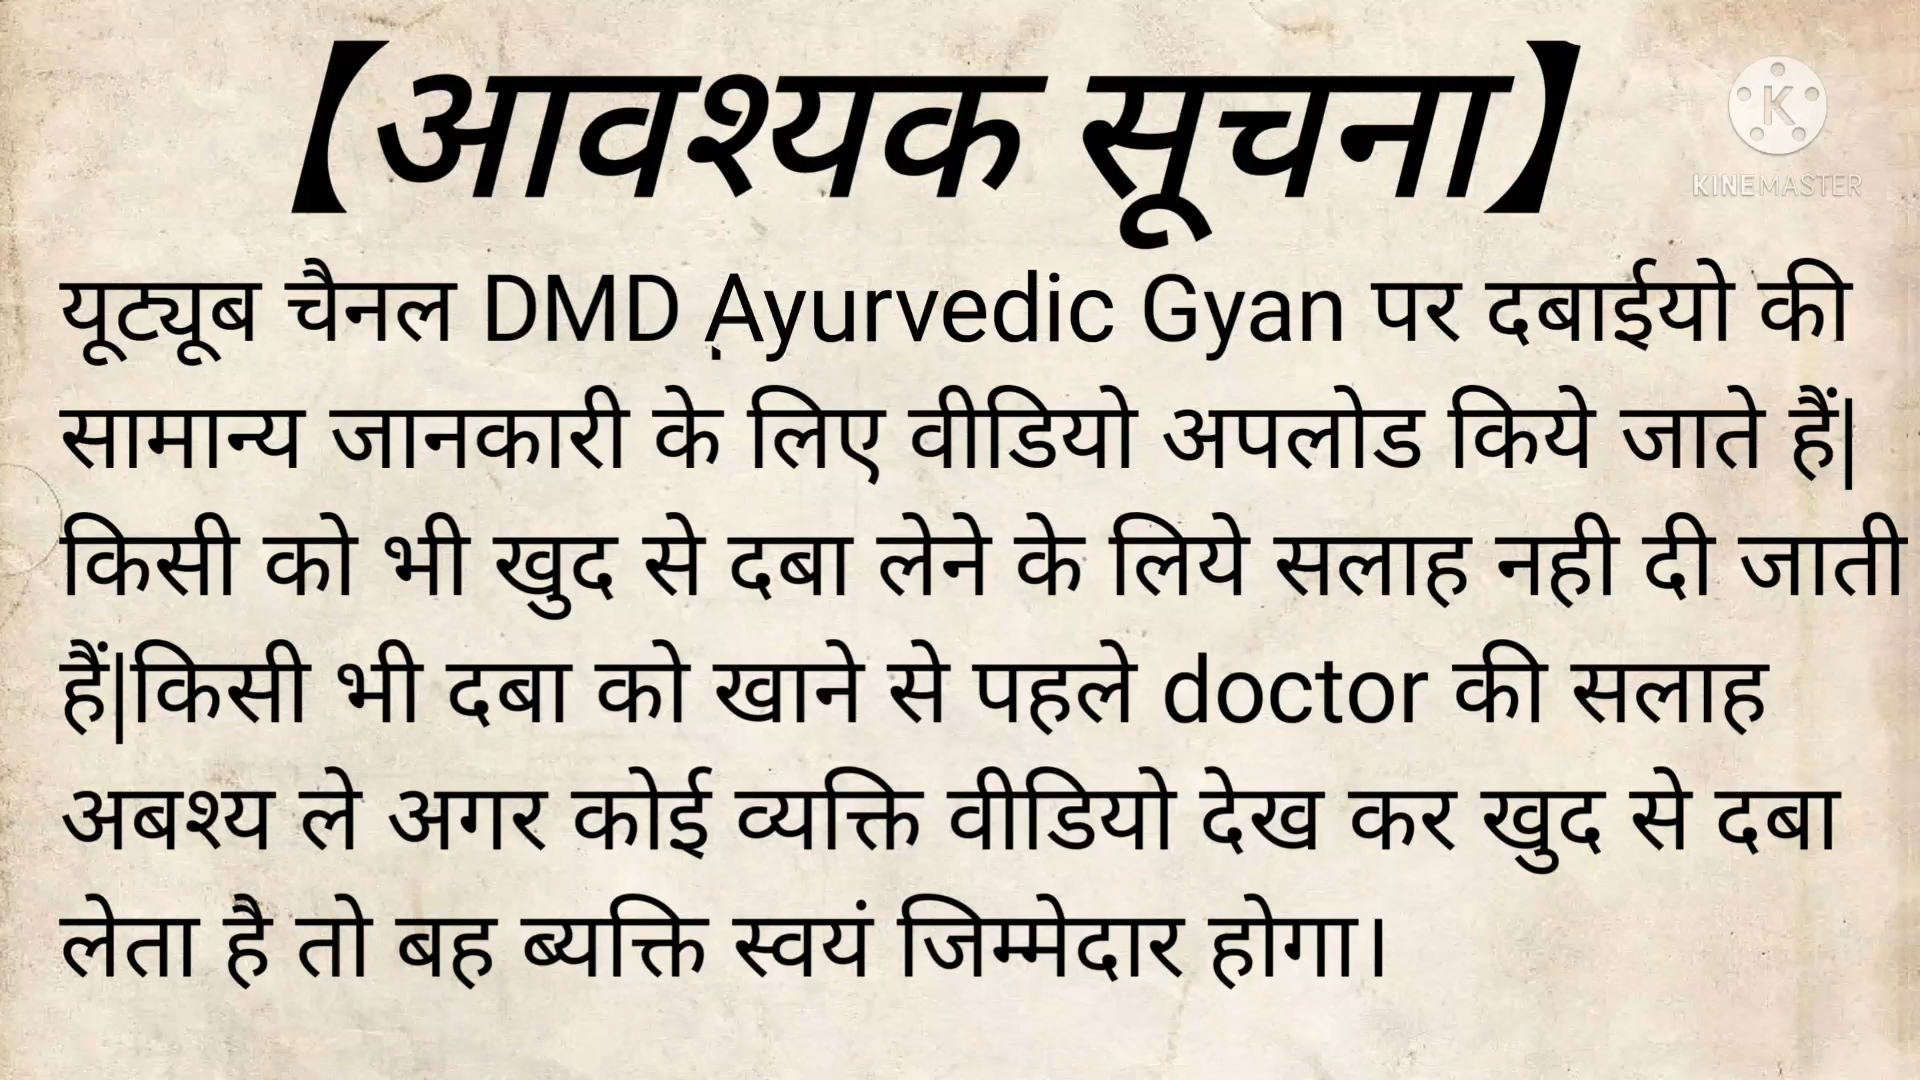 【आवश्यक सूचना】
KINEMASTER
यूट्यूब चैनल DMD Ayurvedic Gyan पर दबाईयो की
सामान्य जानकारी के लिए वीडियो अपलोड किये जाते हैं|
किसी को भी खुद से दबा लेने के लिये सलाह नही दी जाती
हैं|किसी भी दबा को खाने से पहले doctor की सलाह
अबश्य ले अगर कोई व्यक्ति वीडियो देख कर खुद से दबा
लेता है तो बह ब्यक्ति स्वयं जिम्मेदार होगा।